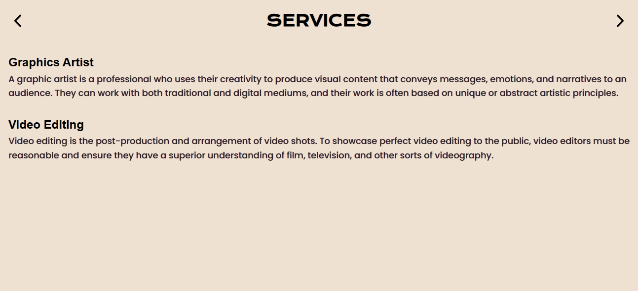 SERVICES
Graphics Artist
A graphic artist is a professional who uses their creativity to produce visual content that conveys messages, emotions, and narratives to an
audience. They can work with both traditional and digital mediums, and their work is often based on unique or abstract artistic principles.
Video Editing
Video editing is the post-production and arrangement of video shots. To showcase perfect video editing to the public, video editors must be
reasonable and ensure they have a superior understanding of film, television, and other sorts of videography.